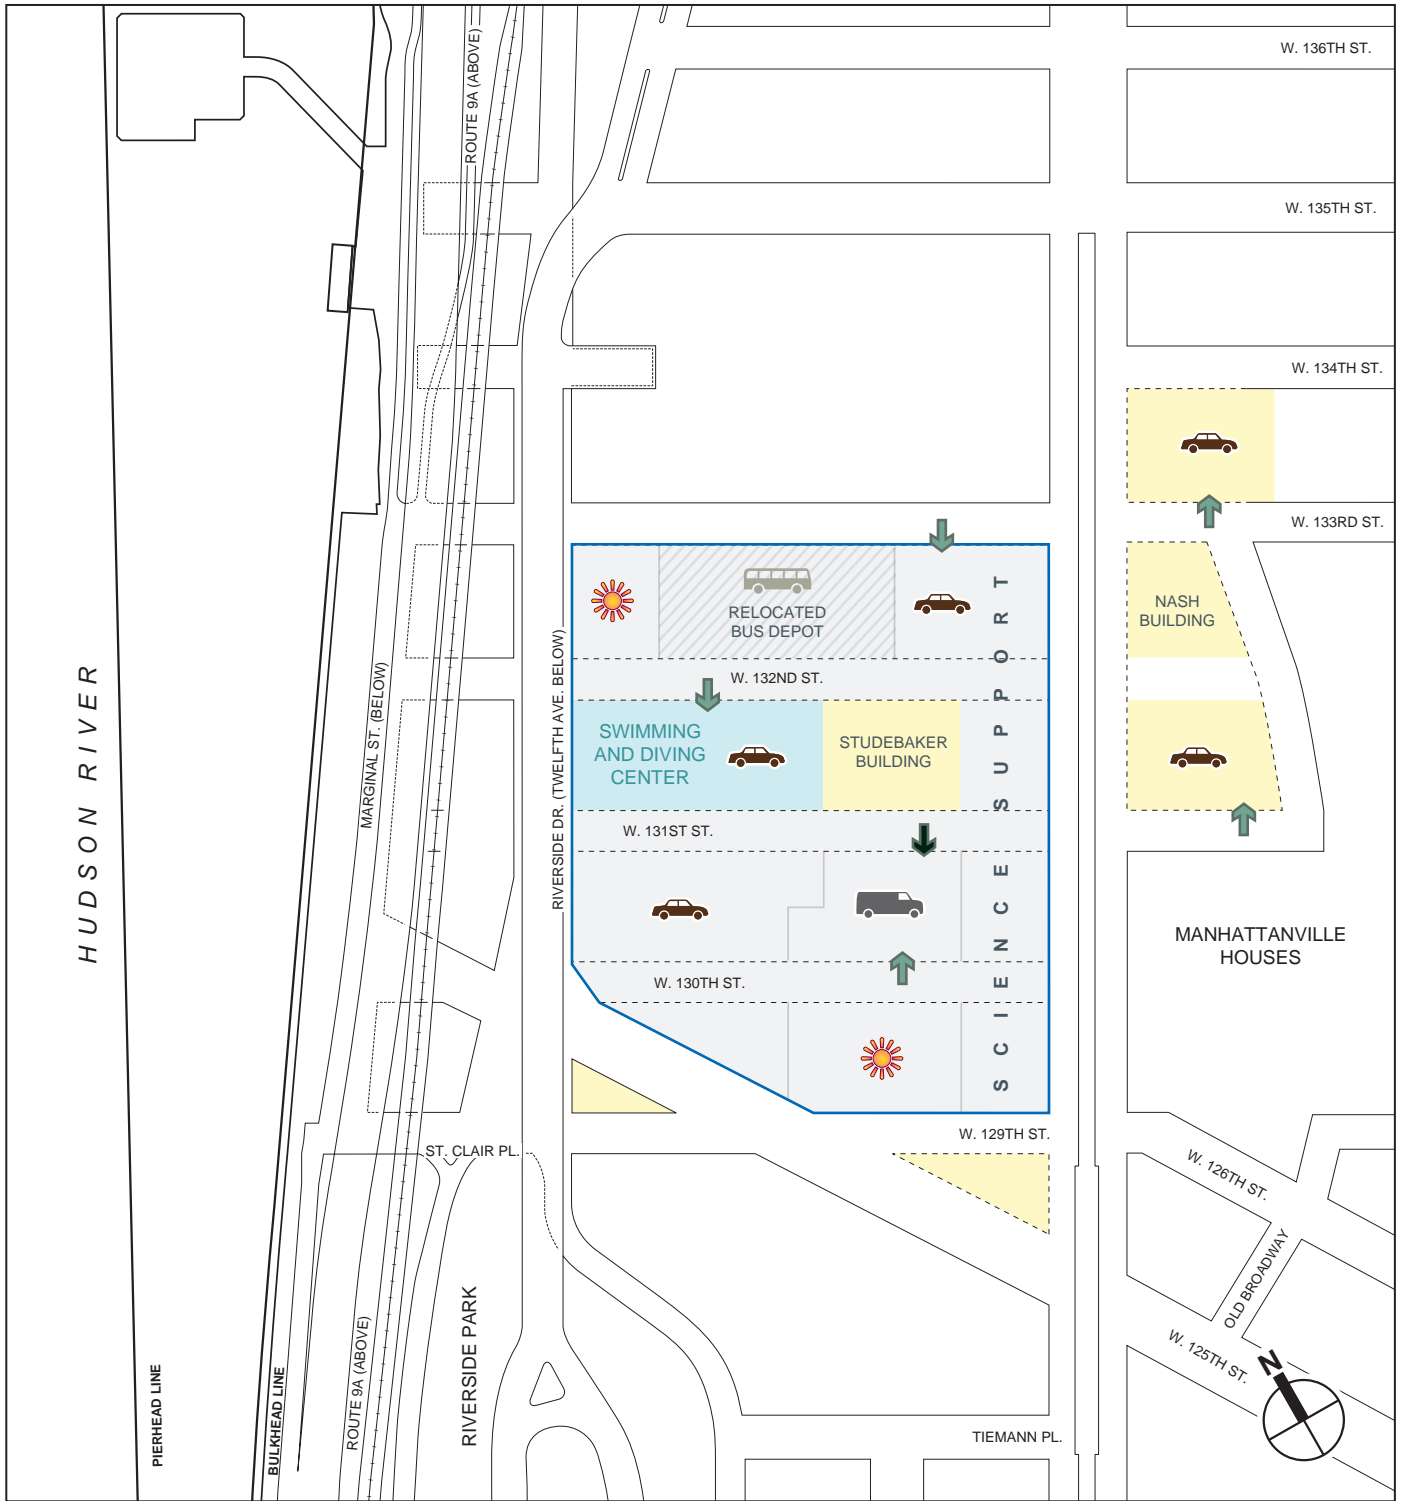 W. 136TH ST.
ROUTE 9A (ABOVE)
W. 135TH ST.
W. 134TH ST.
W. 133RD ST.
RELOCATED
BUS DEPOT
NASH
BUILDING
W. 132ND ST.
SWIMMING
AND DIVING
CENTER
STUDEBAKER
BUILDING
SCIENCE SUPPORT
W. 131ST ST.
HUDSON RIVER
MARGINAL ST. (BELOW)
RIVERSIDE DR. (TWELFTH AVE. BELOW)
MANHATTANVILLE
HOUSES
W. 130TH ST.
W. 129TH ST.
ST. CLAIR PL.
W. 126TH ST.
OLD BROADWAY
W. 125TH ST.
N
RIVERSIDE PARK
ROUTE 9A (ABOVE)
BULKHEAD LINE
PIERHEAD LINE
TIEMANN PL.